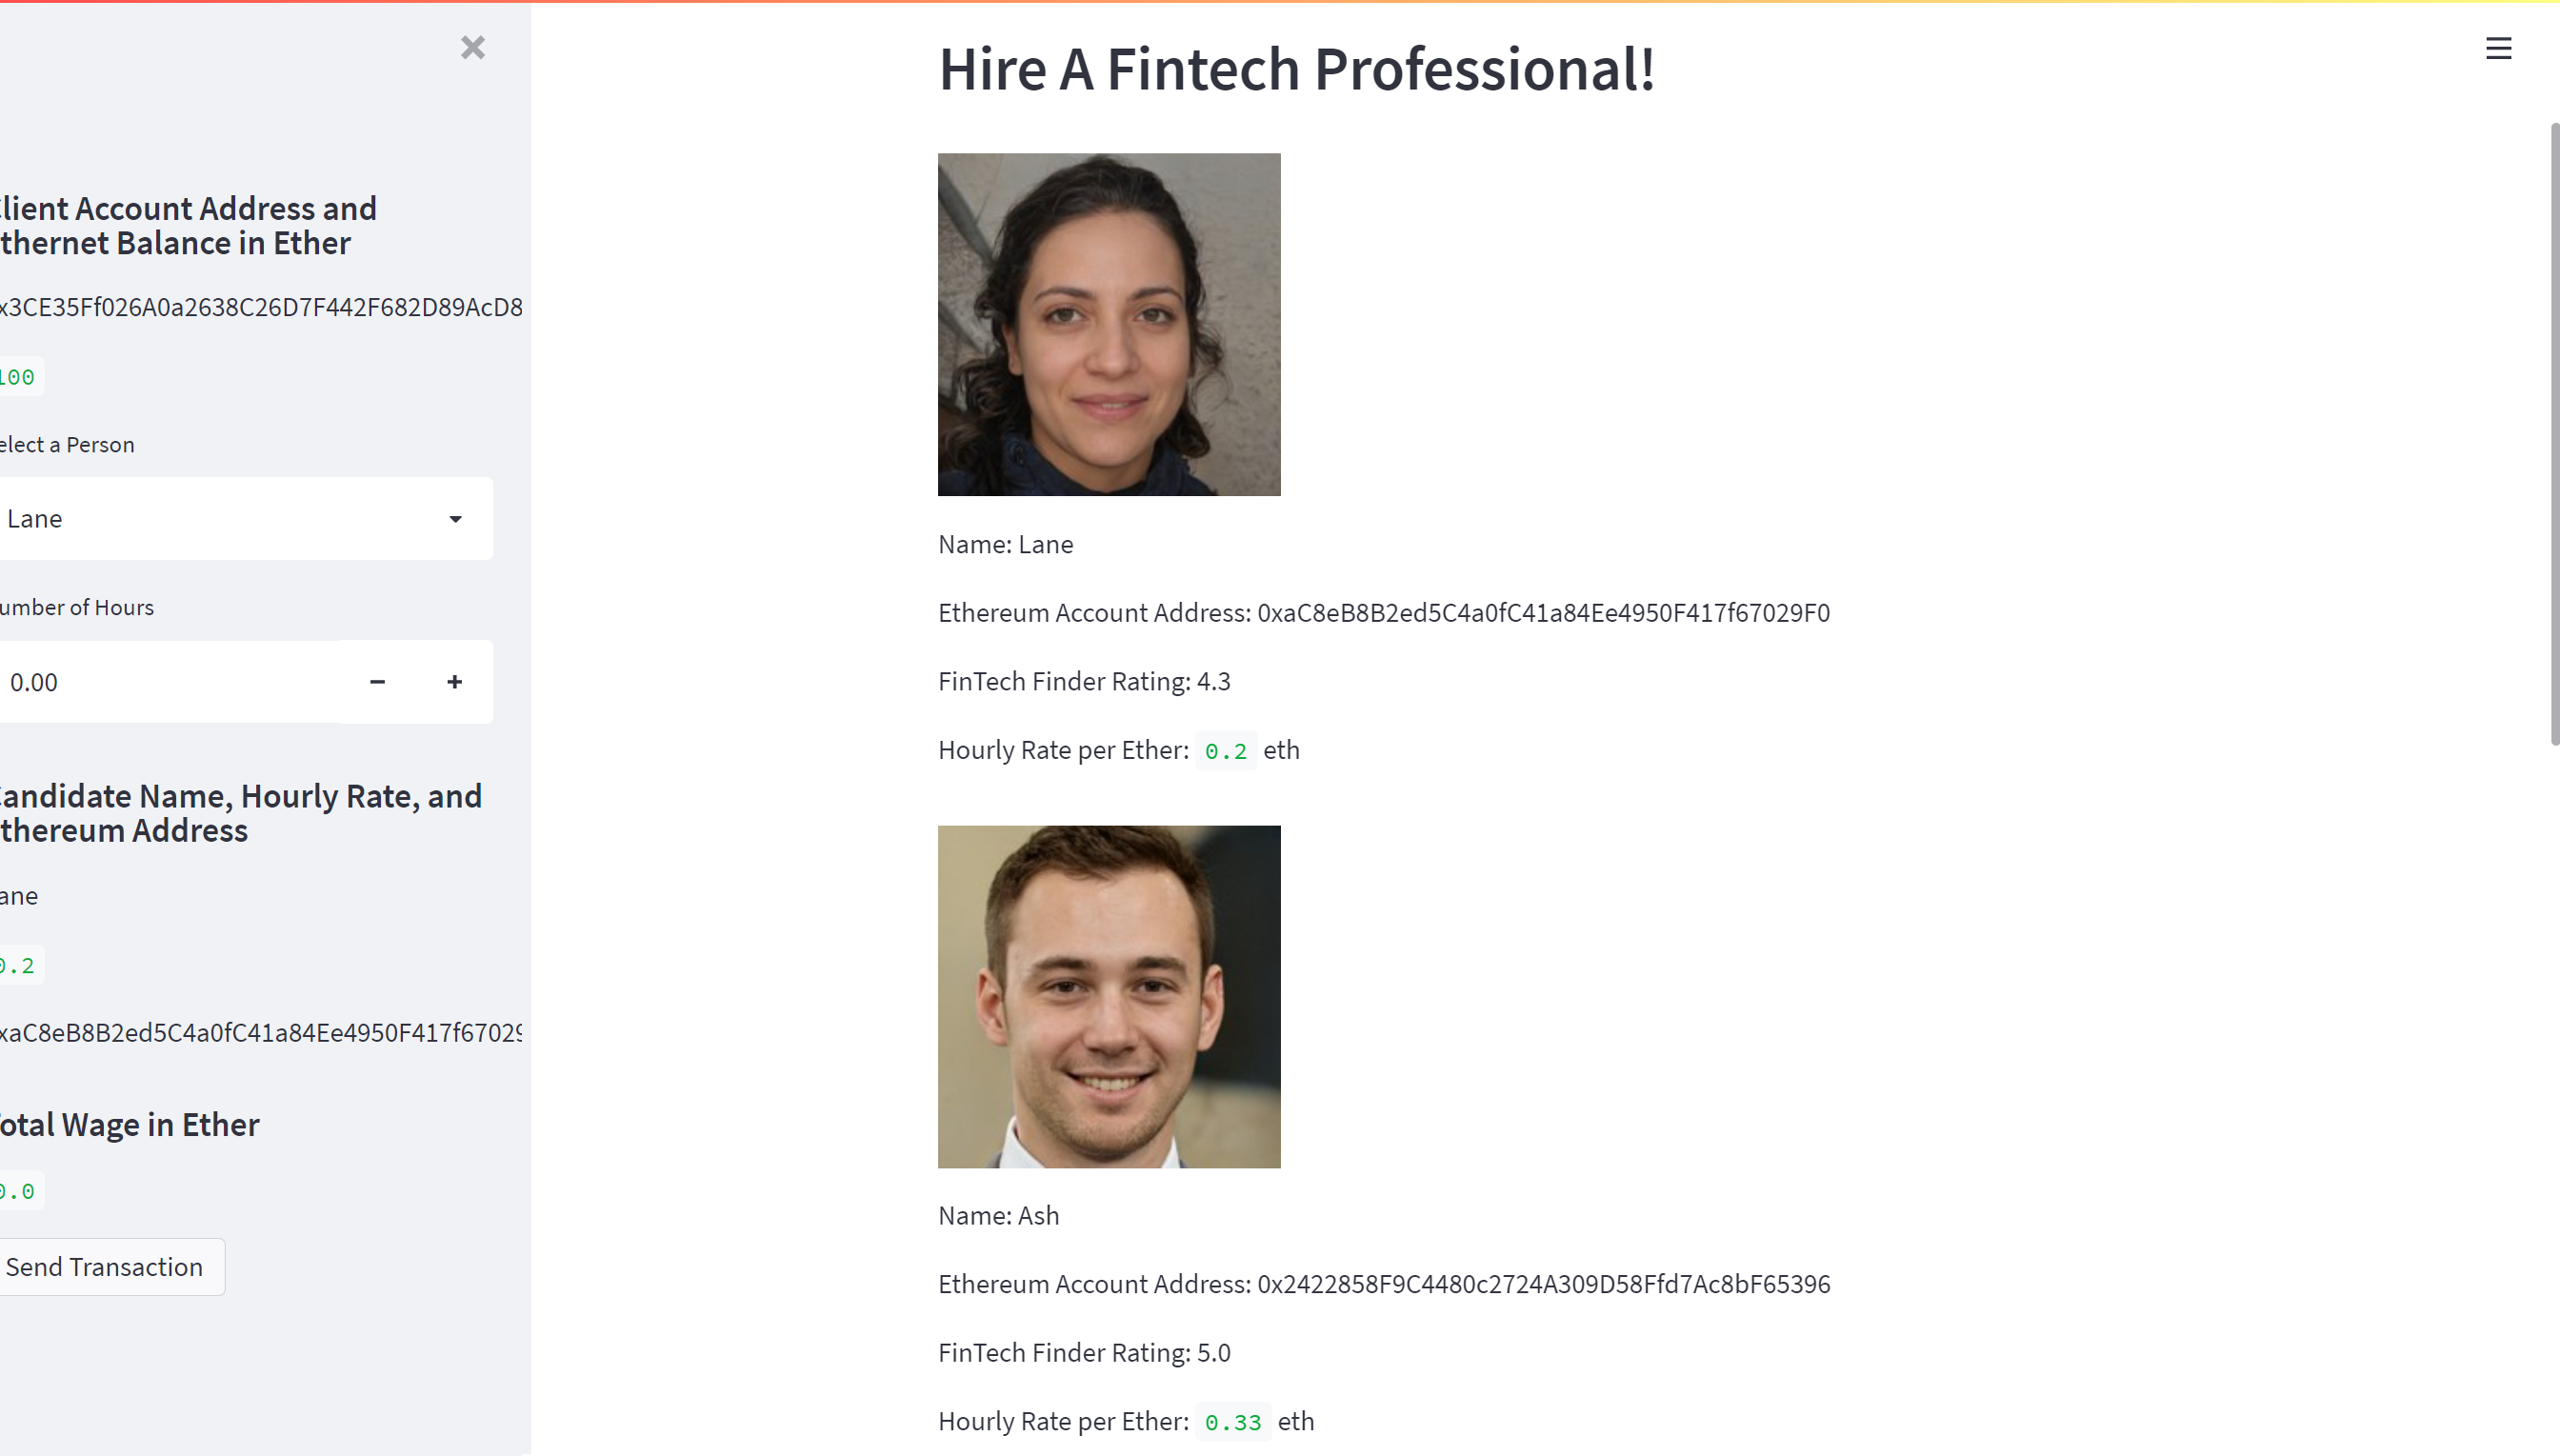 lient Account Address and
thernet Balance in Ether
x3CE35Ff026A0a2638C26D7F442F682D89AcD8
100
elect a Person
Lane
umber of Hours
0.00
andidate Name, Hourly Rate, and
thereum Address
ane
0.2
xaC8eB8B2ed5C4a0fC41a84Ee4950F417f67029
otal Wage in Ether
0.0
Send Transaction
Hire A Fintech Professional!
Name: Lane
Ethereum Account Address: 0xaC8eB8B2ed5C4a0fC41a84Ee4950F417f67029F0
FinTech Finder Rating: 4.3
Hourly Rate per Ether: 0.2 eth
Name: Ash
Ethereum Account Address: 0x2422858F9C4480c2724A309D58Ffd7Ac8bF65396
FinTech Finder Rating: 5.0
Hourly Rate per Ether: 0.33 eth